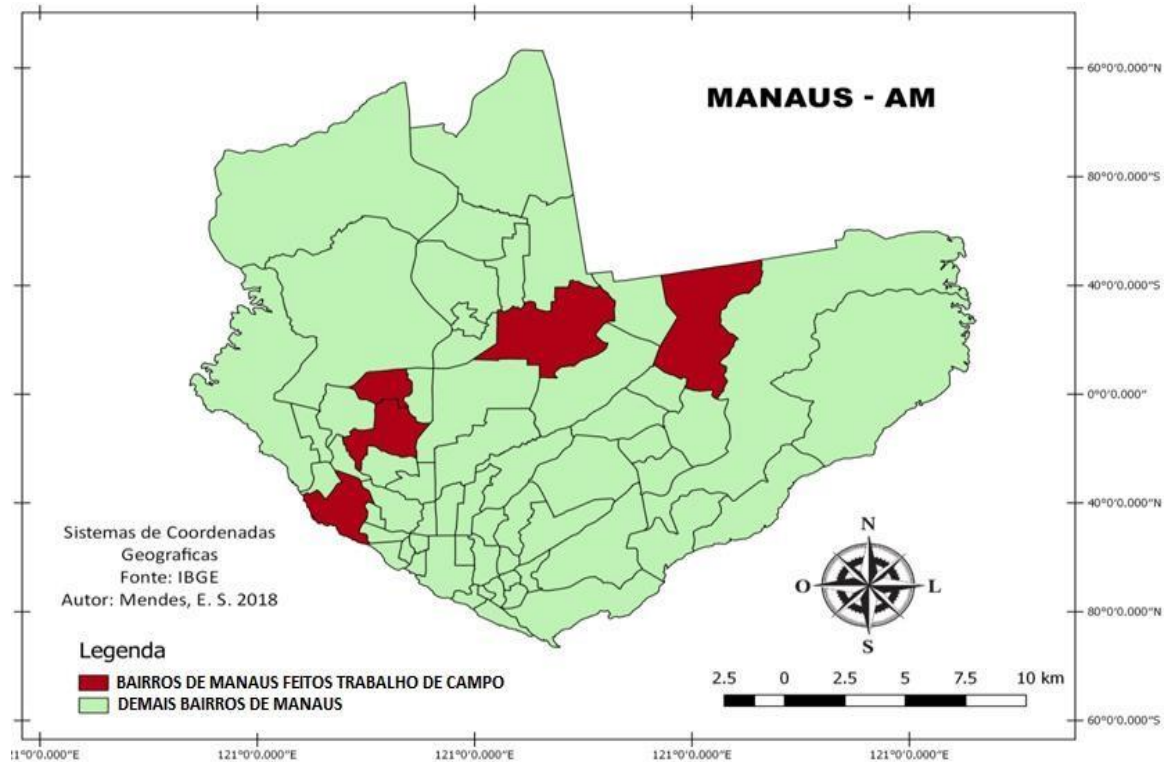 MANAUS - AM
60°0'0.000"N
80°0'0.000"S
40°0'0.000"S
0°0'0.000"
40°0'0.000"S
80°0'0.000"S
60°0'0.000"S
Sistemas de Coordenadas
Geograficas
Fonte: IBGE
Autor: Mendes, E. S. 2018
N
O
L
S
Legenda
BAIRROS DE MANAUS FEITOS TRABALHO DE CAMPO
DEMAIS BAIRROS DE MANAUS
2.5 0 2.5 5 7.5 10 km
21°0'0.000"E 121°0'0.000"E 121°0'0.000"E 121°0'0.000"E 121°0'0.000"E